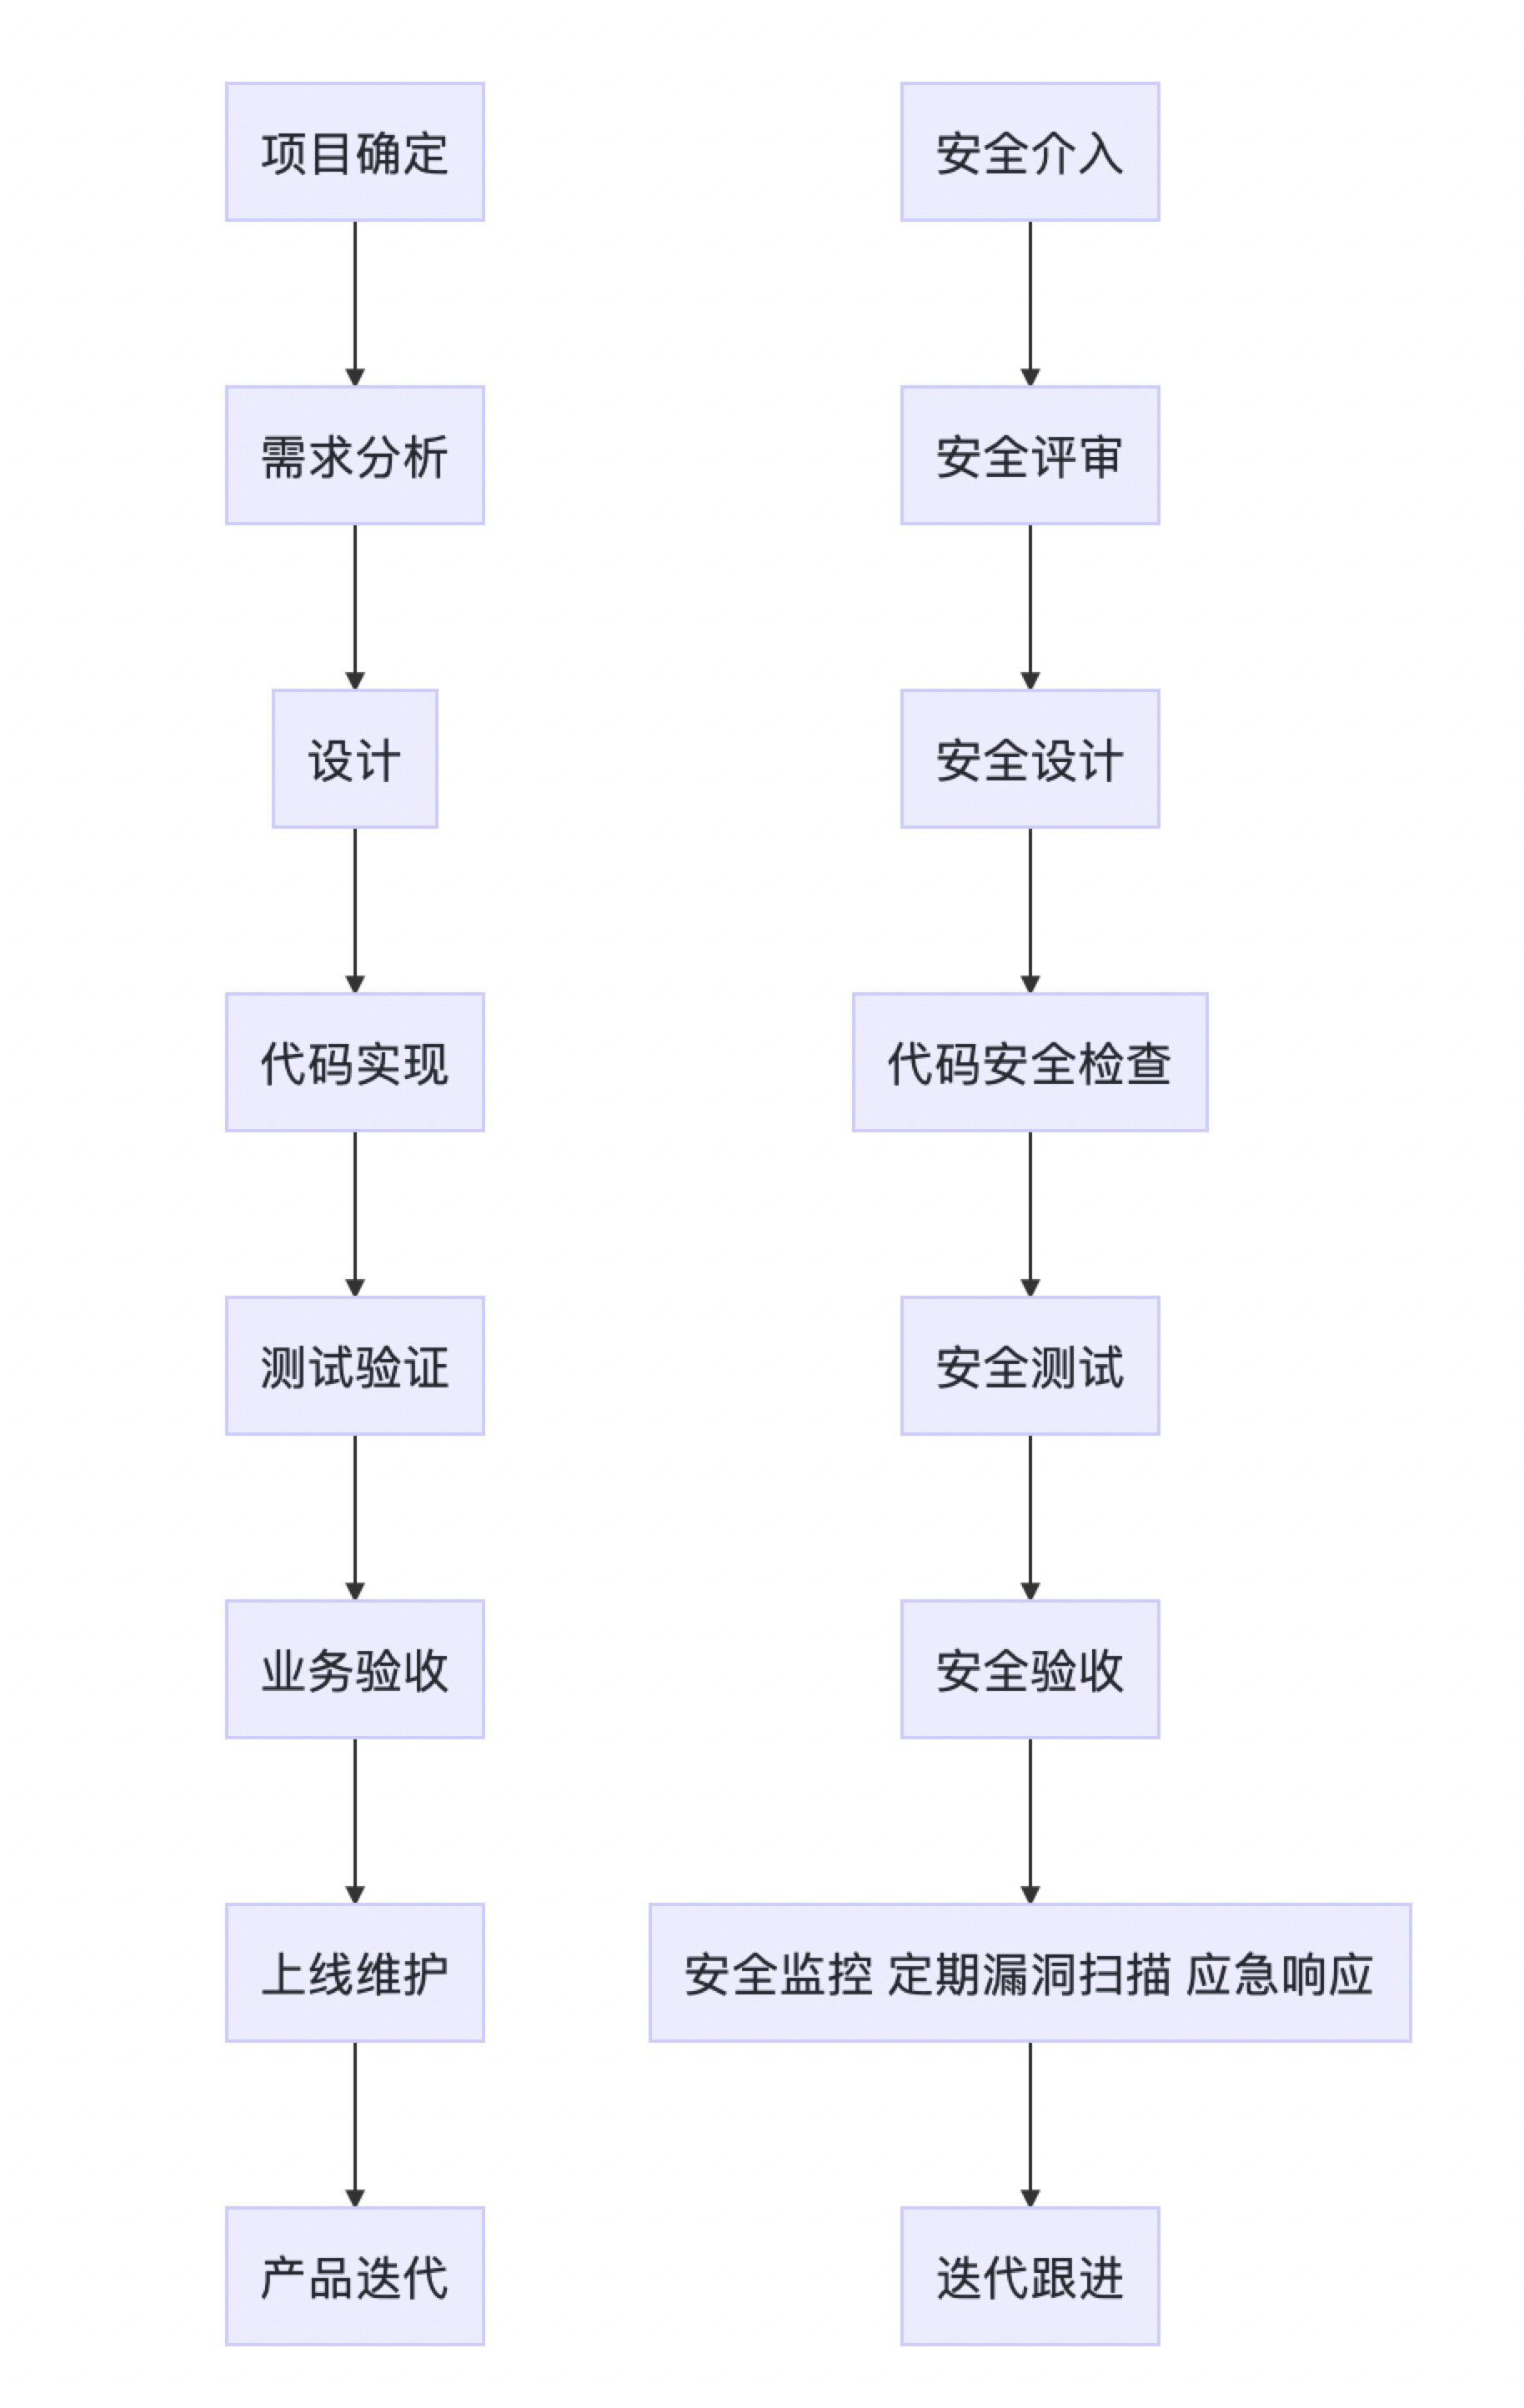 项目确定
安全介入
需求分析
安全评审
设计
安全设计
代码实现
代码安全检查
测试验证
安全测试
业务验收
安全验收
上线维护
安全监控 定期漏洞扫描 应急响应
产品迭代
迭代跟进